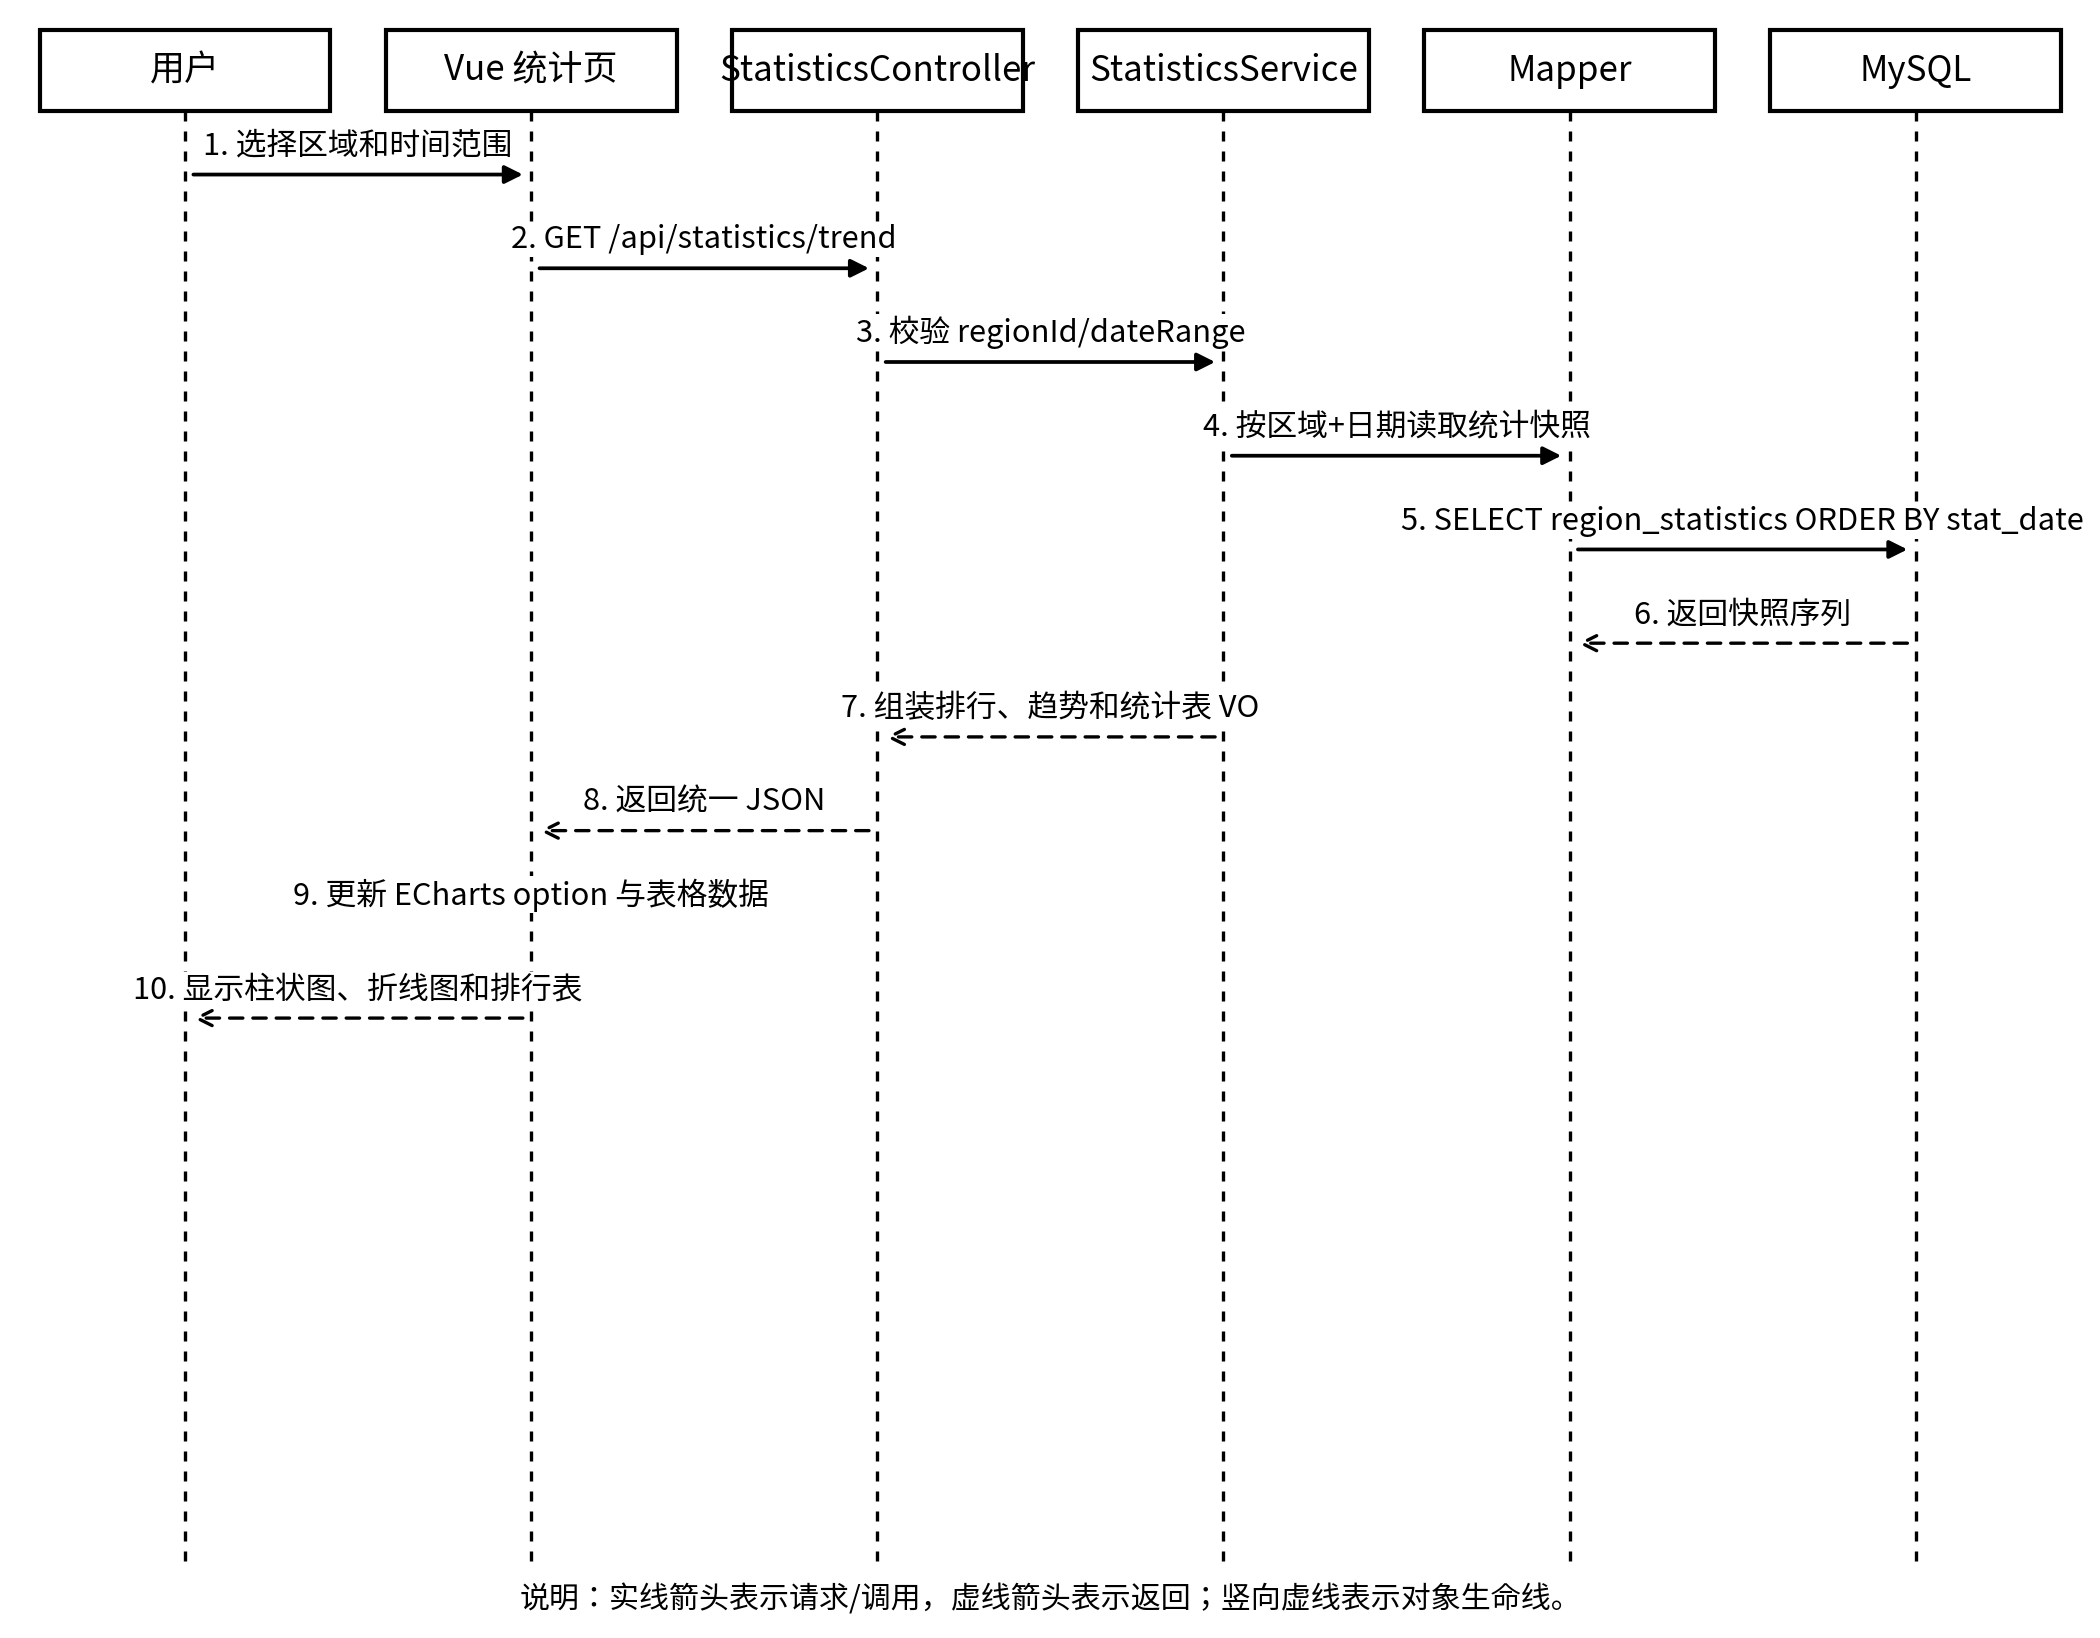 用户
Vue 统计页
StatisticsController
StatisticsService
Mapper
MySQL
1. 选择区域和时间范围
2. GET /api/statistics/trend
3. 校验 regionId/dateRange
4. 按区域+日期读取统计快照
5. SELECT region_statistics ORDER BY stat_date
6. 返回快照序列
7. 组装排行、趋势和统计表 VO
8. 返回统一 JSON
9. 更新 ECharts option 与表格数据
10. 显示柱状图、折线图和排行表
说明：实线箭头表示请求/调用，虚线箭头表示返回；竖向虚线表示对象生命线。